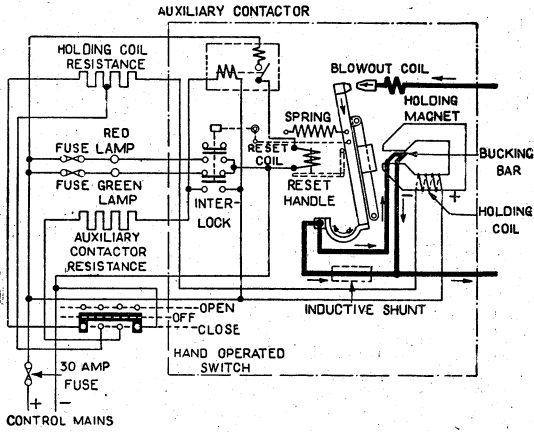 AUXILIARY CONTACTOR
HOLDING COIL
RESISTANCE
BLOWOUT COIL
HOLDING
MAGNET
SPRING
RED
LAMP
FUSE
RESET
COIL
BUCKING
BAR
FUSE
GREEN
LAMP
RESET
HANDLE
INTER-
LOCK
+
−
HOLDING
COIL
AUXILIARY
CONTACTOR
RESISTANCE
OPEN
OFF
CLOSE
INDUCTIVE SHUNT
HAND OPERATED
SWITCH
30 AMP
FUSE
+ −
CONTROL MAINS